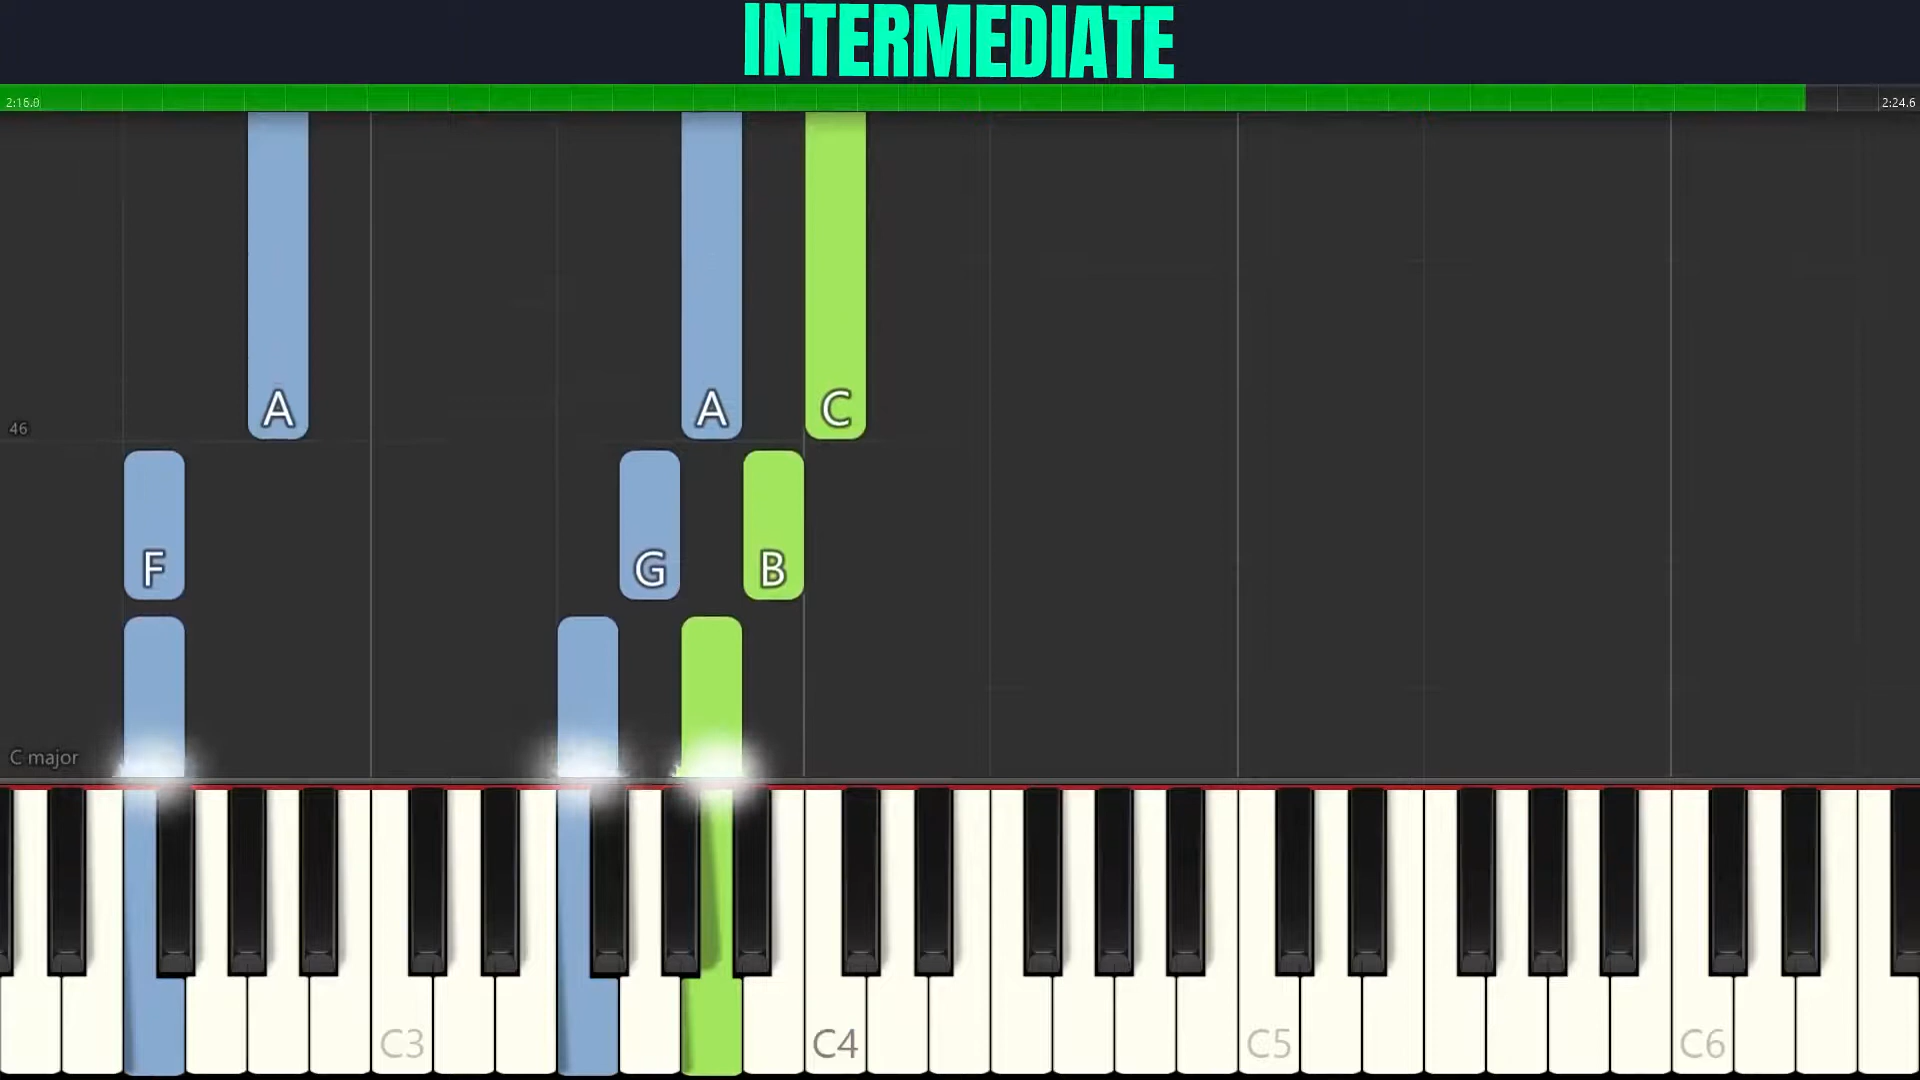 INTERMEDIATE
2:16.0 2:24.6
A A C
46
F G B
C major
C3 C4 C5 C6